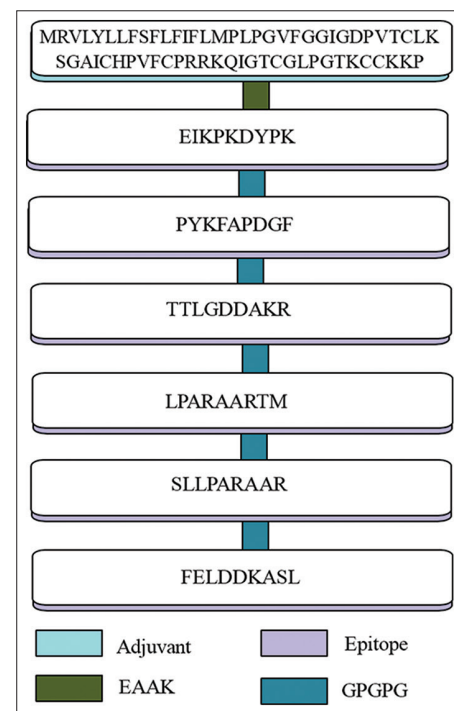 MRVLYLLFSFLFIFLMPLPGVFGGIGDPVTCLK
SGAICHPVFCPRRKQIGTCGLPGTKCCKKP
EIKPKDYPK
PYKFAPDGF
TTLGDDAKR
LPARAARTM
SLLPARAAR
FELDDKASL
Adjuvant
Epitope
EAAK
GPGPG